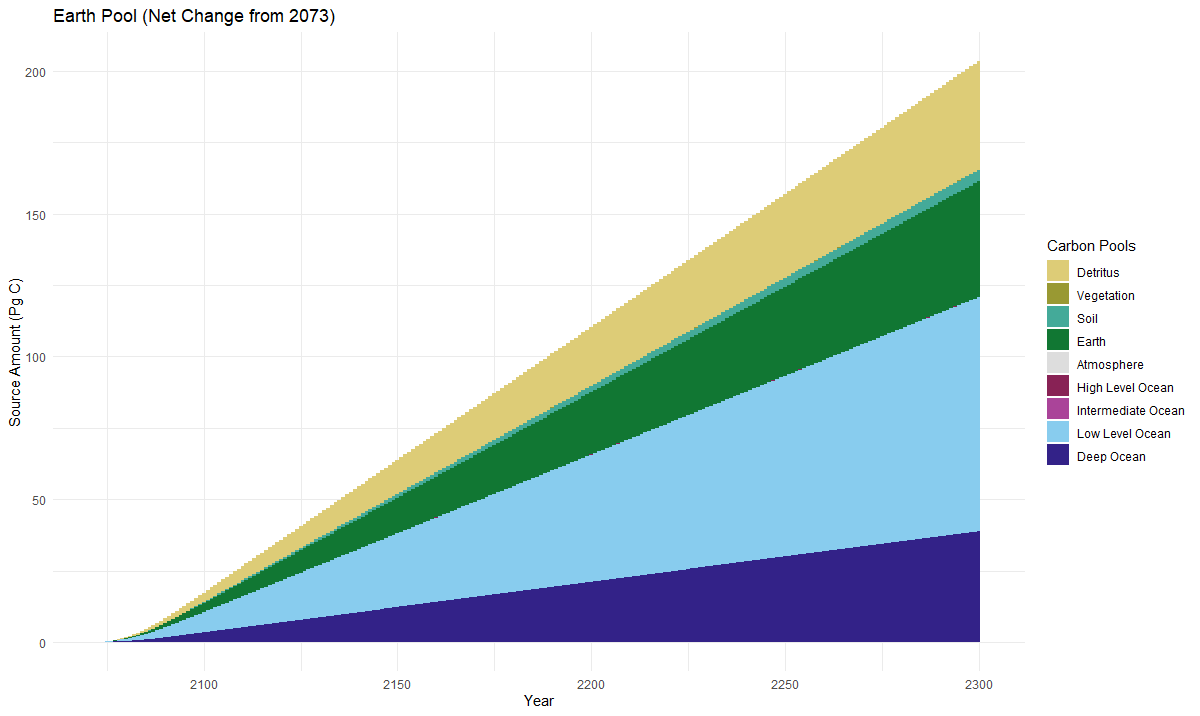 Earth Pool (Net Change from 2073)
Source Amount (Pg C)
200
150
100
50
0
2100
2150
2200
2250
2300
Year
Carbon Pools
Detritus
Vegetation
Soil
Earth
Atmosphere
High Level Ocean
Intermediate Ocean
Low Level Ocean
Deep Ocean